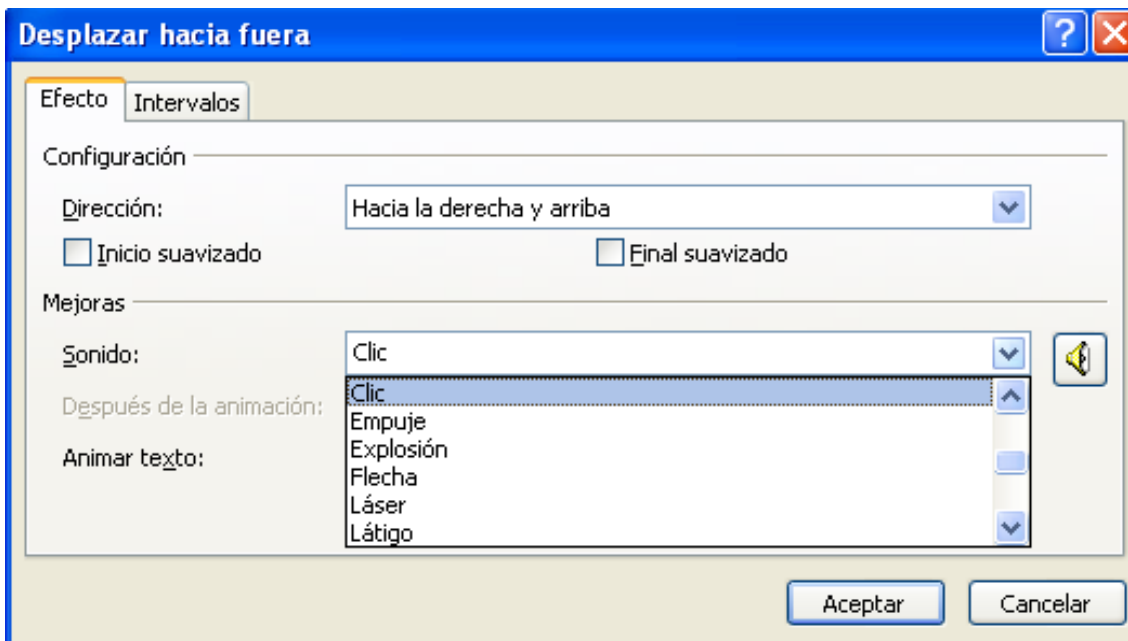 Desplazar hacia fuera
Efecto Intervalos
Configuración
Dirección: Hacia la derecha y arriba
Inicio suavizado Final suavizado
Mejoras
Sonido: Clic
Clic
Después de la animación:
Empuje
Explosión
Animar texto:
Flecha
Láser
Látigo
Aceptar Cancelar